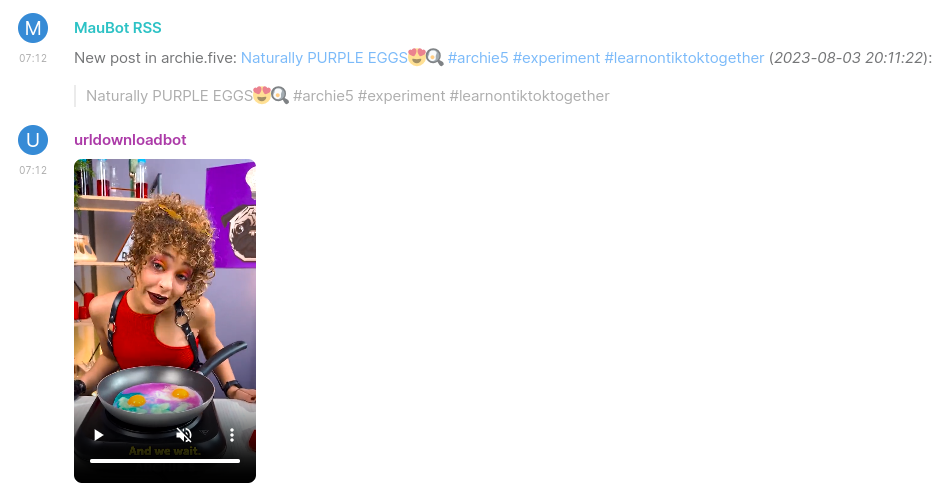 M
MauBot RSS
07:12
New post in archie.five: Naturally PURPLE EGGS😍🍳 #archie5 #experiment #learnontiktoktogether (2023-08-03 20:11:22):
Naturally PURPLE EGGS😍🍳 #archie5 #experiment #learnontiktoktogether
U
urldownloadbot
07:12
And we wait.